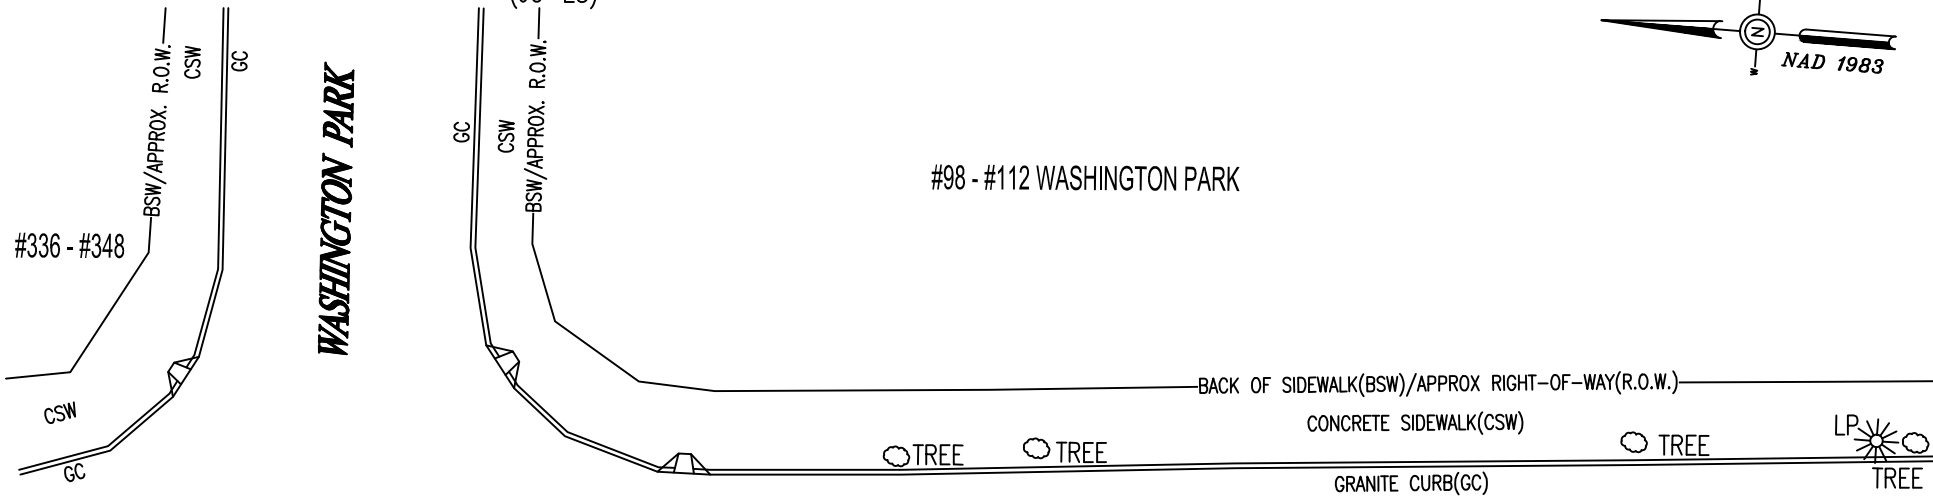 BSW/APPROX. R.O.W.
CSW
GC
WASHINGTON PARK
#336 - #348
CSW
GC
GC
CSW
BSW/APPROX. R.O.W.
#98 - #112 WASHINGTON PARK
N
W
NAD 1983
BACK OF SIDEWALK(BSW)/APPROX RIGHT-OF-WAY(R.O.W.)
CONCRETE SIDEWALK(CSW)
TREE
TREE
TREE
LP
TREE
GRANITE CURB(GC)